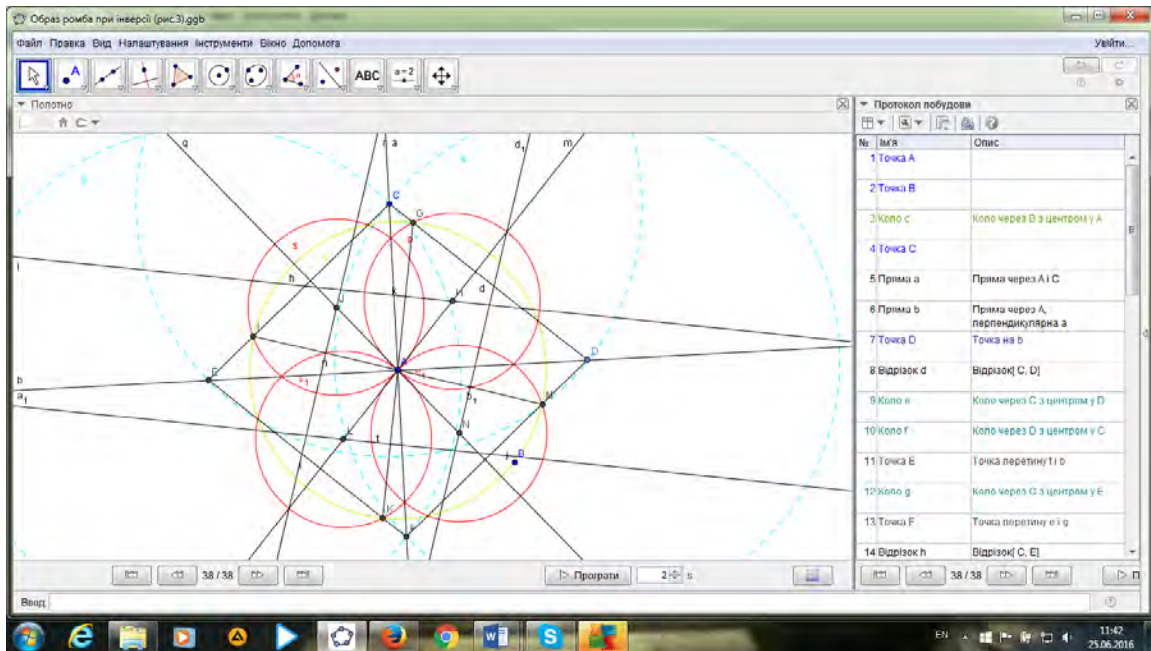 Образ ромба при інверсії (рис.3).ggb
Файл Правка Вид Налаштування Інструменти Вікно Допомога
Увійти...
ABC
a=2
Полотно
Протокол побудови
№ Ім'я Опис
1 Точка A
2 Точка B
3 Коло c Коло через B з центром у A
4 Точка C
5 Пряма a Пряма через A і C
6 Пряма b Пряма через A,
перпендикулярна a
7 Точка D Точка на b
8 Відрізок d Відрізок[ C, D]
9 Коло e Коло через C з центром у D
10 Коло f Коло через D з центром у C
11 Точка E Точка перетину f і b
12 Коло g Коло через C з центром у E
13 Точка F Точка перетину e і g
14 Відрізок h Відрізок[ C, E]
q
a
d₁
m
C
G
s
p
h
k
d
H
J
I
A
D
E
b
a₁
M
b₁
N
L
t
B
K
F
38 / 38
Програти
2
s
38 / 38
Ввод:
EN
11:42
25.06.2016